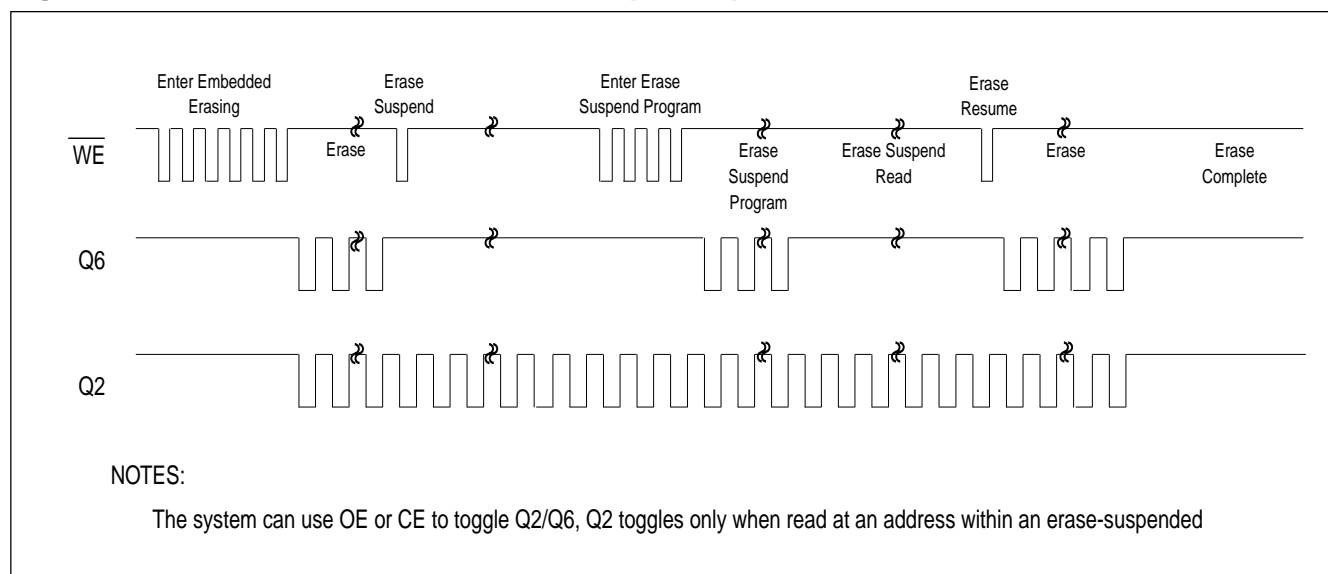 Enter Embedded
Erasing
Erase
Suspend
Enter Erase
Suspend Program
Erase
Resume
WE
Erase
Erase
Suspend
Program
Erase Suspend
Read
Erase
Erase
Complete
Q6
Q2
NOTES:
The system can use OE or CE to toggle Q2/Q6, Q2 toggles only when read at an address within an erase-suspended